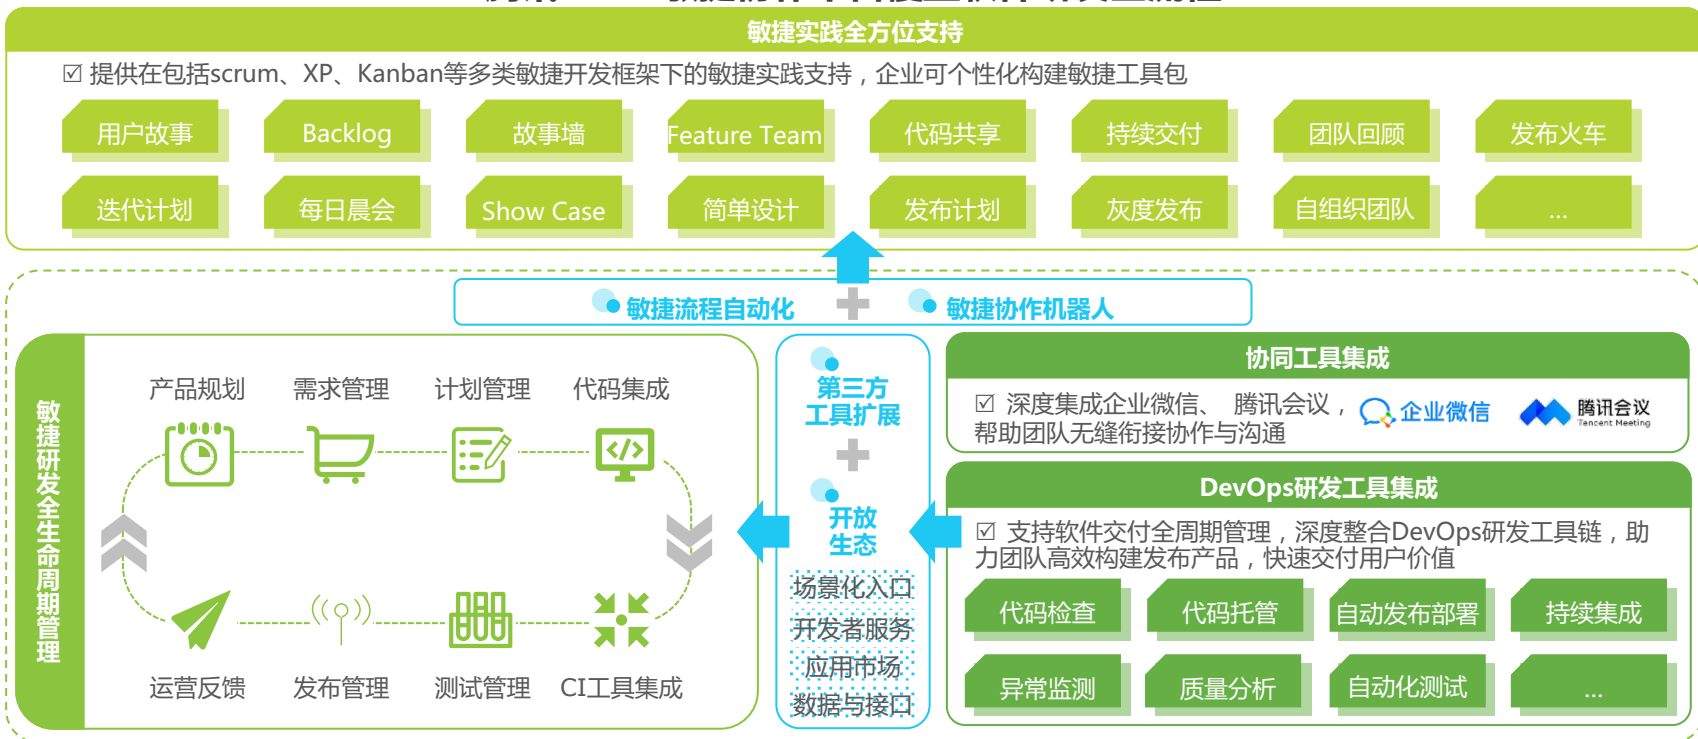 敏捷实践全方位支持
☑ 提供在包括scrum、XP、Kanban等多类敏捷开发框架下的敏捷实践支持，企业可个性化构建敏捷工具包
用户故事
Backlog
故事墙
Feature Team
代码共享
持续交付
团队回顾
发布火车
迭代计划
每日晨会
Show Case
简单设计
发布计划
灰度发布
自组织团队
...
敏捷流程自动化
敏捷协作机器人
敏捷研发全生命周期管理
产品规划
需求管理
计划管理
代码集成
运营反馈
发布管理
测试管理
CI工具集成
第三方
工具扩展
开放
生态
场景化入口
开发者服务
应用市场
数据与接口
协同工具集成
☑ 深度集成企业微信、 腾讯会议，
帮助团队无缝衔接协作与沟通
企业微信
腾讯会议
Tencent Meeting
DevOps研发工具集成
☑ 支持软件交付全周期管理，深度整合DevOps研发工具链，助
力团队高效构建发布产品，快速交付用户价值
代码检查
代码托管
自动发布部署
持续集成
异常监测
质量分析
自动化测试
...